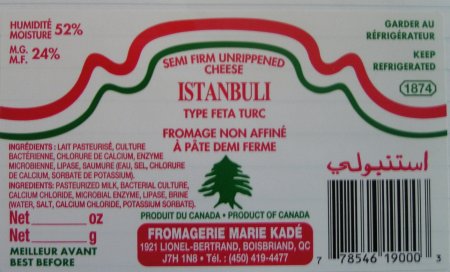 HUMIDITÉ
MOISTURE 52%
M.G.
M.F. 24%
GARDER AU
RÉFRIGÉRATEUR
KEEP
REFRIGERATED
1874
SEMI FIRM UNRIPPENED
CHEESE
ISTANBULI
TYPE FETA TURC
FROMAGE NON AFFINÉ
À PÂTE DEMI FERME
INGRÉDIENTS: LAIT PASTEURISÉ, CULTURE
BACTÉRIENNE, CHLORURE DE CALCIUM, ENZYME
MICROBIENNE, LIPASE, SAUMURE (EAU, SEL, CHLORURE
DE CALCIUM, SORBATE DE POTASSIUM).
INGREDIENTS: PASTEURIZED MILK, BACTERIAL CULTURE,
CALCIUM CHLORIDE, MICROBIAL ENZYME, LIPASE, BRINE
(WATER, SALT, CALCIUM CHLORIDE, POTASSIUM SORBATE).
استنبولي
Net oz
Net g
MEILLEUR AVANT
BEST BEFORE
PRODUIT DU CANADA • PRODUCT OF CANADA
FROMAGERIE MARIE KADÉ
1921 LIONEL-BERTRAND, BOISBRIAND, QC
J7H 1N8 • Tél.: (450) 419-4477
7 78546 19000 3